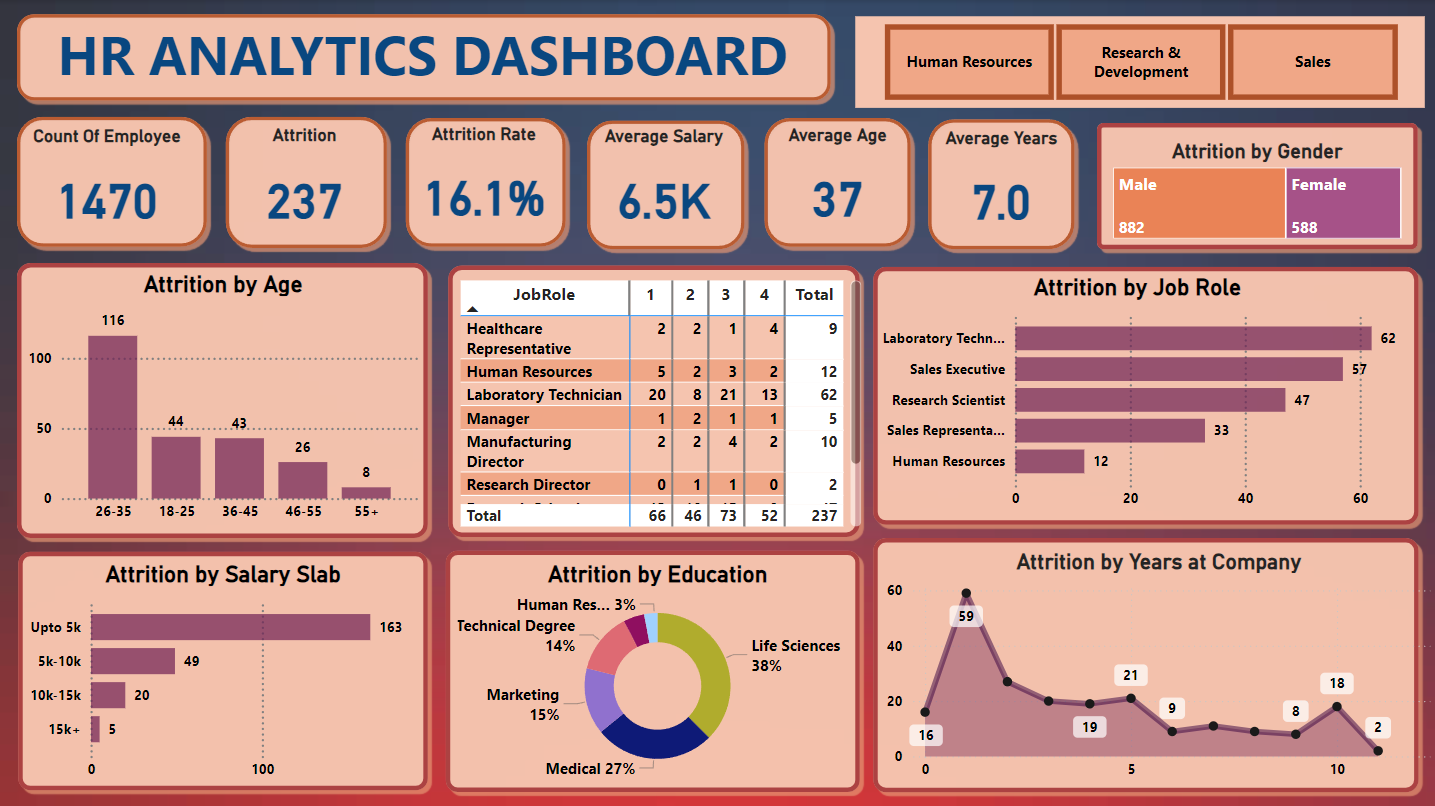 HR ANALYTICS DASHBOARD
Human Resources
Research &
Development
Sales
Count Of Employee
1470
Attrition
237
Attrition Rate
16.1%
Average Salary
6.5K
Average Age
37
Average Years
7.0
Attrition by Gender
Male
882
Female
588
Attrition by Age
116
44
43
26
8
100
50
0
26-35 18-25 36-45 46-55 55+
JobRole 1 2 3 4 Total
Healthcare
Representative 2 2 1 4 9
Human Resources 5 2 3 2 12
Laboratory Technician 20 8 21 13 62
Manager 1 2 1 1 5
Manufacturing
Director 2 2 4 2 10
Research Director 0 1 1 0 2
Total 66 46 73 52 237
Attrition by Job Role
Laboratory Techn... 62
Sales Executive 57
Research Scientist 47
Sales Representa... 33
Human Resources 12
0 20 40 60
Attrition by Salary Slab
Upto 5k 163
5k-10k 49
10k-15k 20
15k+ 5
0 100
Attrition by Education
Human Res... 3%
Technical Degree
14%
Life Sciences
38%
Marketing
15%
Medical 27%
Attrition by Years at Company
60
40
20
0
16
59
19
21
9
8
18
2
0 5 10